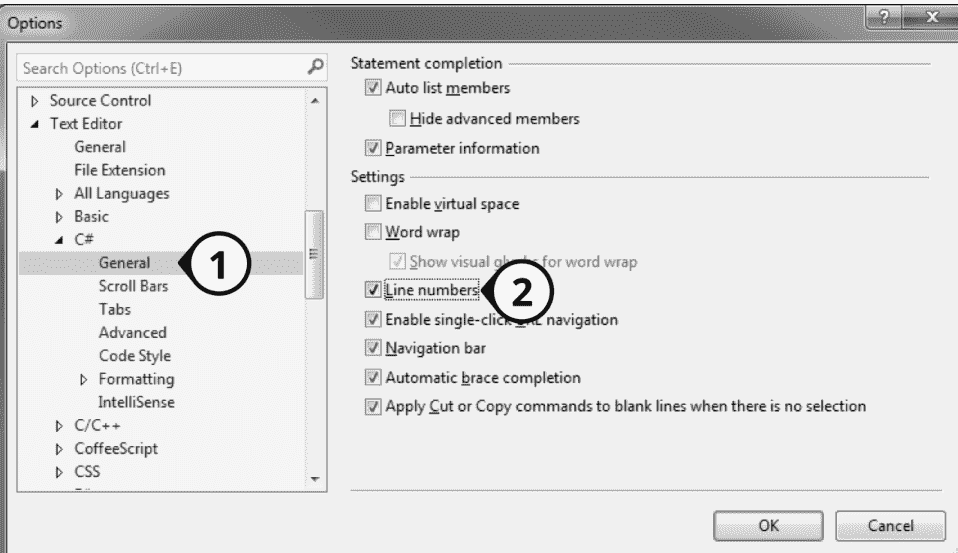 Options
Search Options (Ctrl+E)
Source Control
Text Editor
General
File Extension
All Languages
Basic
C#
General
Scroll Bars
Tabs
Advanced
Code Style
Formatting
IntelliSense
C/C++
CoffeeScript
CSS
1
Statement completion
Auto list members
Hide advanced members
Parameter information
Settings
Enable virtual space
Word wrap
Show visual glyphs for word wrap
Line numbers
2
Enable single-click URL navigation
Navigation bar
Automatic brace completion
Apply Cut or Copy commands to blank lines when there is no selection
OK
Cancel